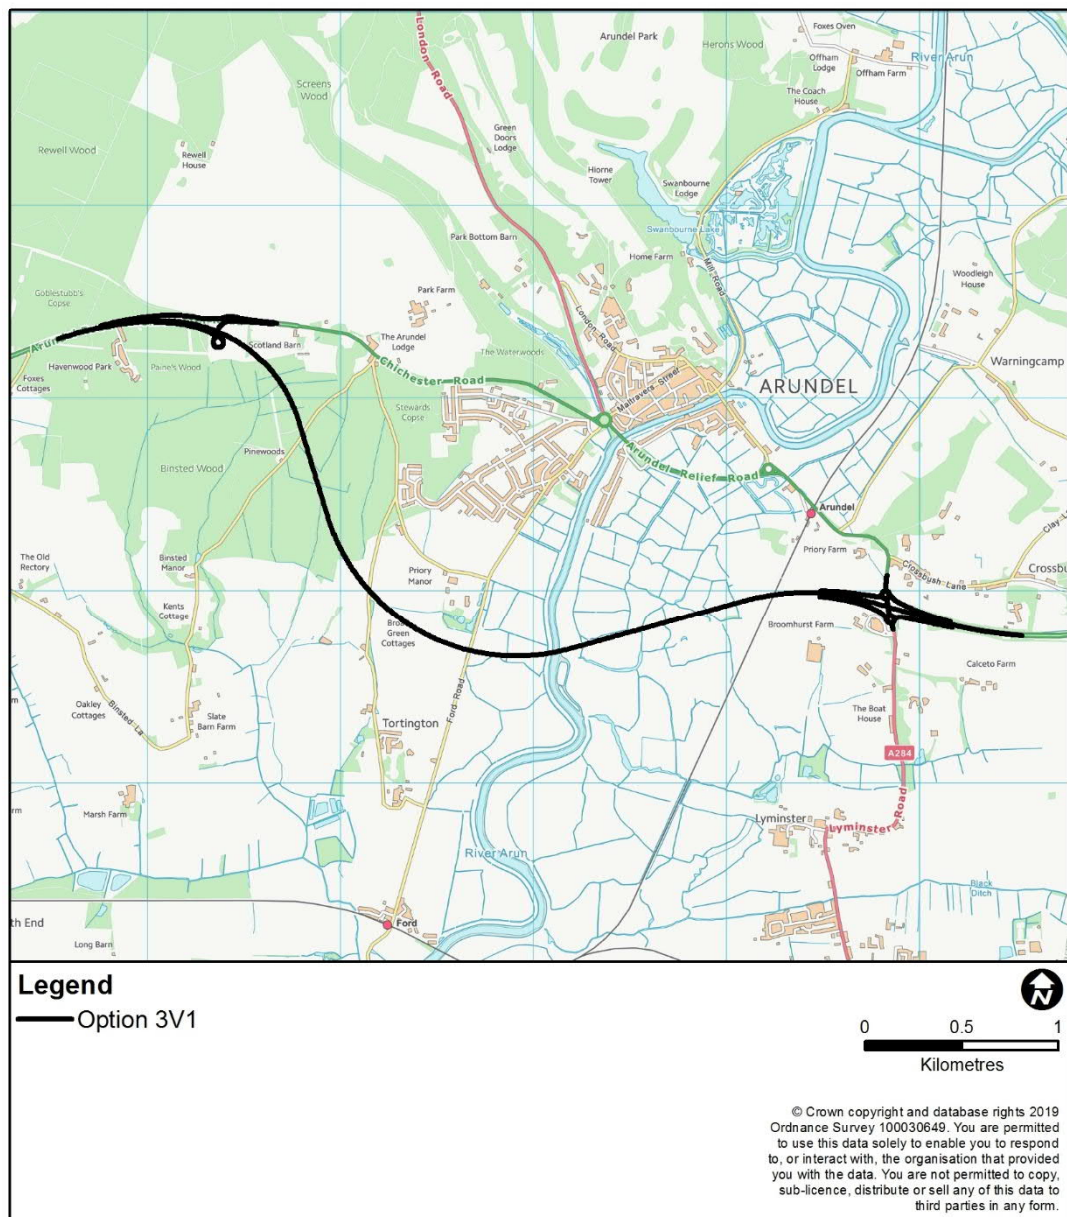 Foxes Oven
Arundel Park
Herons Wood
Offham
Lodge
Offham Farm
River Arun
London Road
Screens
Wood
The Coach
House
Green
Doors
Lodge
Rewell Wood
Rewell
House
Hiorne
Tower
Swanbourne
Lodge
Swanbourne Lake
Park Bottom Barn
Home Farm
Mill Road
Woodleigh
House
Goblestubb's
Copse
Park Farm
London Road
Arun
Scotland Barn
The Arundel
Lodge
The Waterwoods
Warningcamp
Foxes
Cottages
Havenwood Park
Paine's Wood
Chichester Road
Maltravers Street
ARUNDEL
Stewards
Copse
Binsted Wood
Pinewoods
Arundel Relief Road
Arundel
Clay L
The Old
Rectory
Binsted
Manor
Priory
Manor
Priory Farm
Crossbush Lane
Crossbu
Kents
Cottage
Broomhurst Farm
Green
Cottages
Calceto Farm
Oakley
Cottages
Binsted La
Slate
Barn Farm
Ford Road
Tortington
The Boat
House
A284
rm
Marsh Farm
Lyminster
Lyminster Road
River Arun
Black
Ditch
th End
Long Barn
Ford
Legend
Option 3V1
N
0 0.5 1
Kilometres
© Crown copyright and database rights 2019
Ordnance Survey 100030649. You are permitted
to use this data solely to enable you to respond
to, or interact with, the organisation that provided
you with the data. You are not permitted to copy,
sub-licence, distribute or sell any of this data to
third parties in any form.